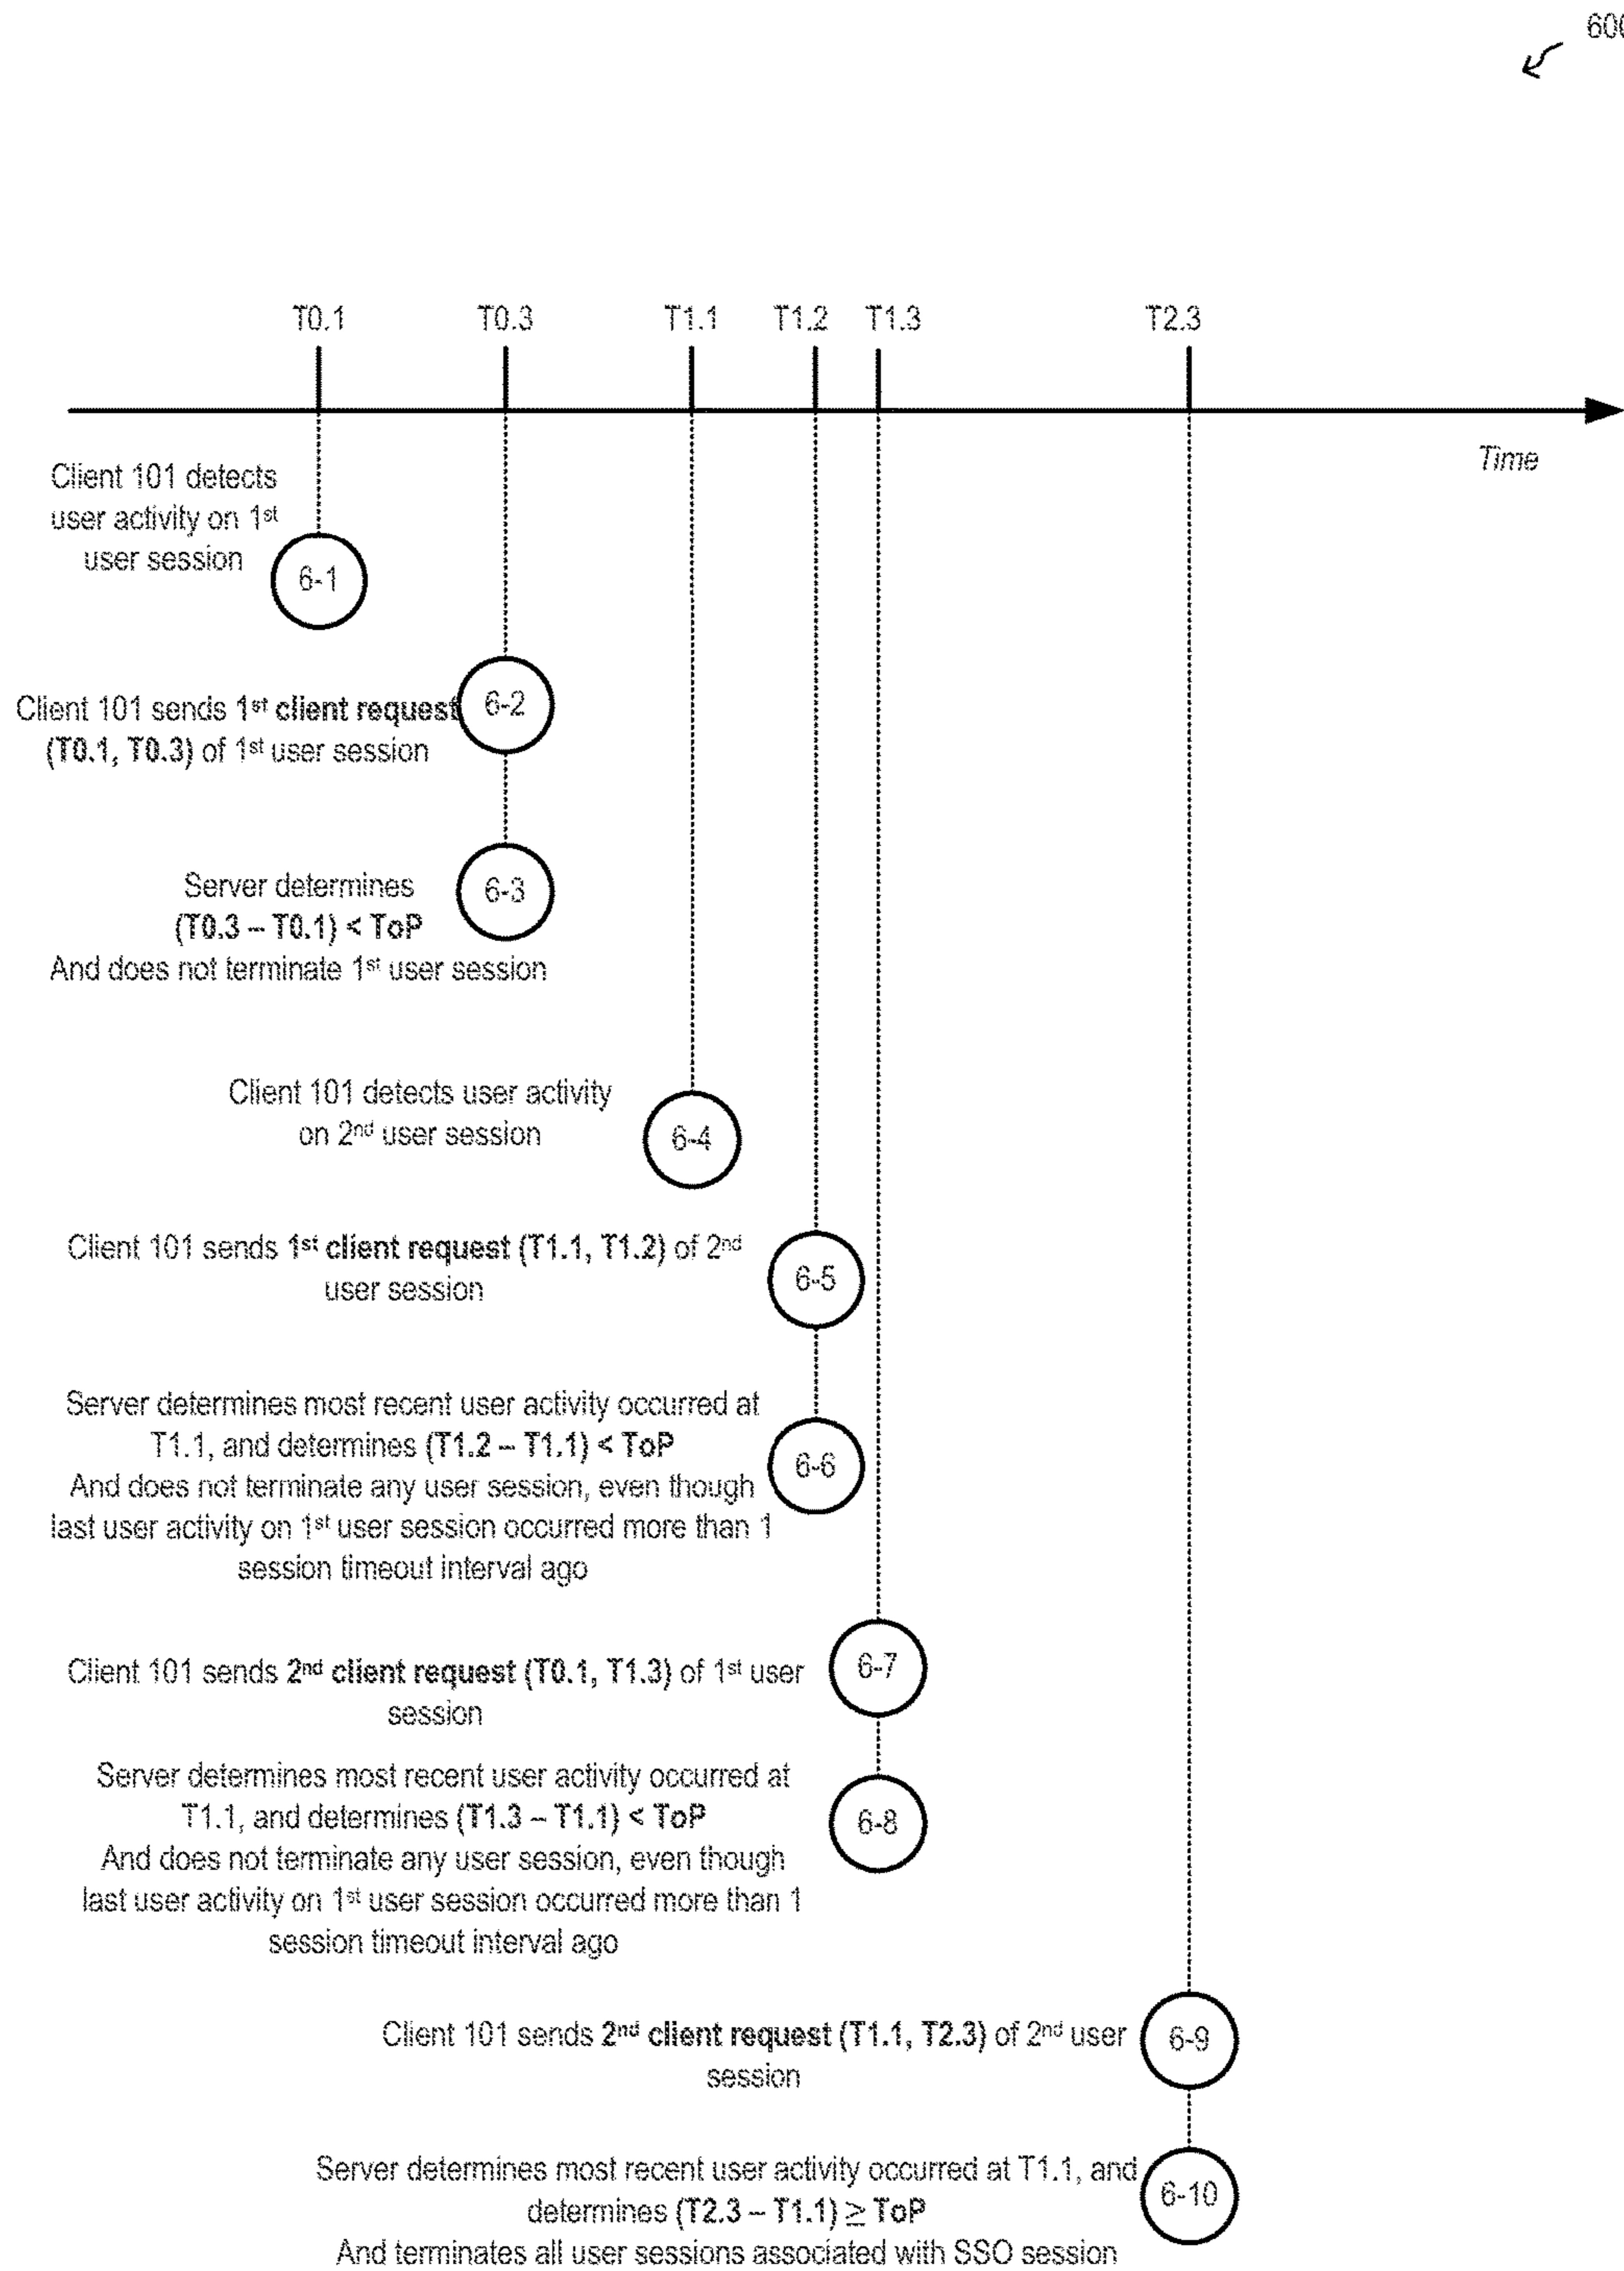 600
T0.1 T0.3 T1.1 T1.2 T1.3 T2.3
Time
Client 101 detects
user activity on 1st
user session
6-1
Client 101 sends 1st client request
(T0.1, T0.3) of 1st user session
6-2
Server determines
(T0.3 – T0.1) < ToP
And does not terminate 1st user session
6-3
Client 101 detects user activity
on 2nd user session
6-4
Client 101 sends 1st client request (T1.1, T1.2) of 2nd
user session
6-5
Server determines most recent user activity occurred at
T1.1, and determines (T1.2 – T1.1) < ToP
And does not terminate any user session, even though
last user activity on 1st user session occurred more than 1
session timeout interval ago
6-6
Client 101 sends 2nd client request (T0.1, T1.3) of 1st user
session
6-7
Server determines most recent user activity occurred at
T1.1, and determines (T1.3 – T1.1) < ToP
And does not terminate any user session, even though
last user activity on 1st user session occurred more than 1
session timeout interval ago
6-8
Client 101 sends 2nd client request (T1.1, T2.3) of 2nd user
session
6-9
Server determines most recent user activity occurred at T1.1, and
determines (T2.3 – T1.1) ≥ ToP
And terminates all user sessions associated with SSO session
6-10